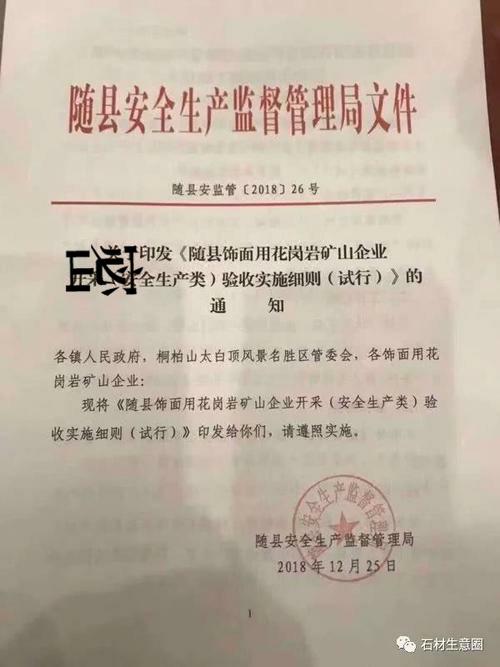 随县安全生产监督管理局文件
随县安监管〔2018〕26号
印发《随县饰面用花岗岩矿山企业
开采（安全生产类）验收实施细则（试行）》的
通 知
各镇人民政府，桐柏山太白顶风景名胜区管委会，各饰面用花
岗岩矿山企业：
现将《随县饰面用花岗岩矿山企业开采（安全生产类）验
收实施细则（试行）》印发给你们，请遵照实施。
随县安全生产监督管理局
随县安全生产监督管理局
2018年12月25日
1
石材生意圈